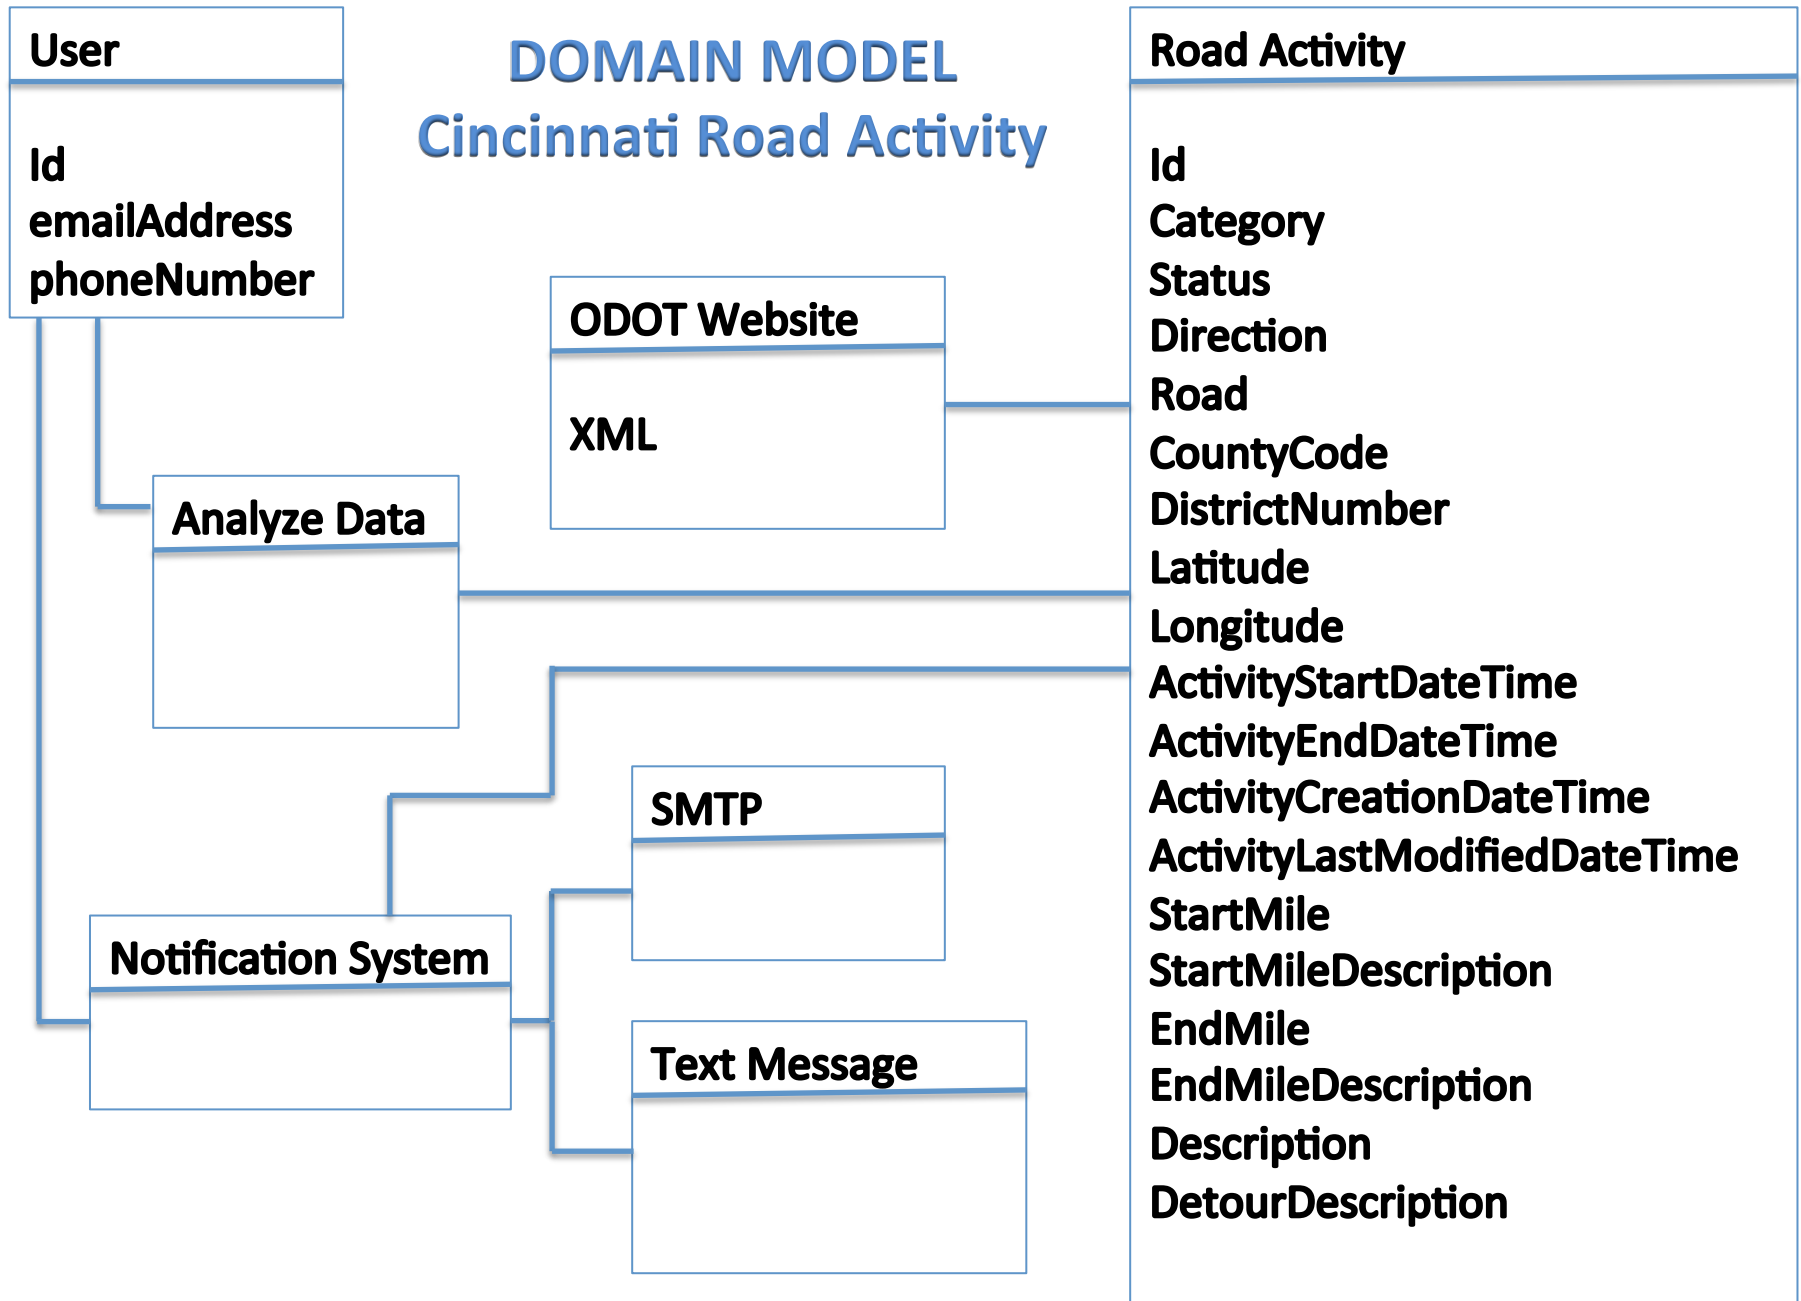 DOMAIN MODEL
Cincinnati Road Activity
User
Id
emailAddress
phoneNumber
ODOT Website
XML
Analyze Data
SMTP
Notification System
Text Message
Road Activity
Id
Category
Status
Direction
Road
CountyCode
DistrictNumber
Latitude
Longitude
ActivityStartDateTime
ActivityEndDateTime
ActivityCreationDateTime
ActivityLastModifiedDateTime
StartMile
StartMileDescription
EndMile
EndMileDescription
Description
DetourDescription